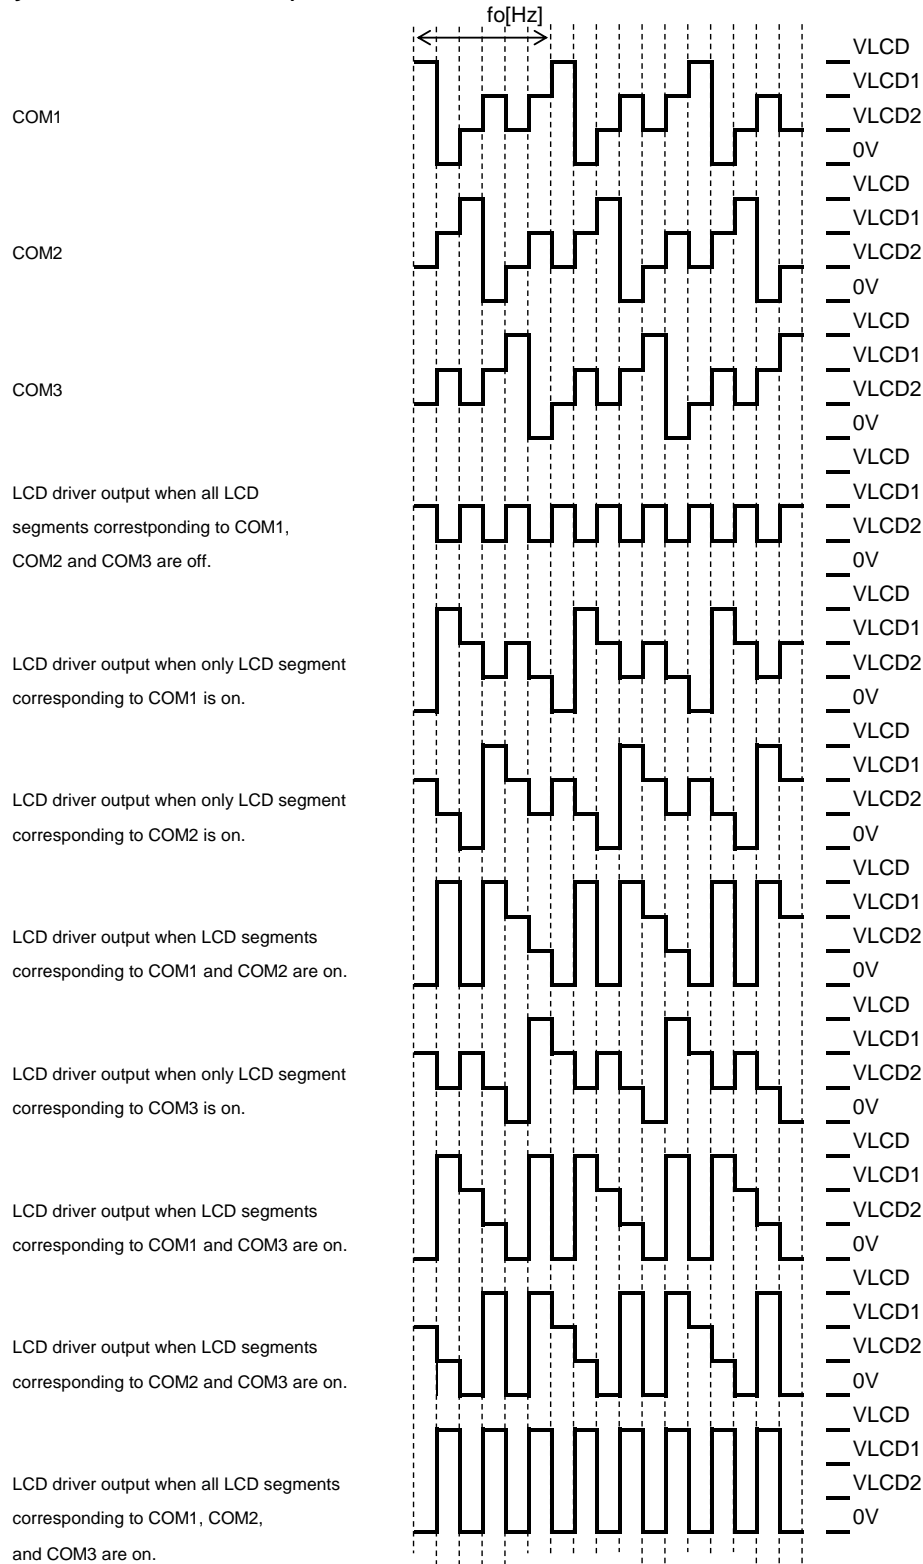 fo[Hz]
VLCD
VLCD1
COM1
VLCD2
0V
VLCD
VLCD1
COM2
VLCD2
0V
VLCD
VLCD1
COM3
VLCD2
0V
VLCD
LCD driver output when all LCD
VLCD1
segments correstponding to COM1,
VLCD2
COM2 and COM3 are off.
0V
VLCD
VLCD1
LCD driver output when only LCD segment
VLCD2
corresponding to COM1 is on.
0V
VLCD
VLCD1
LCD driver output when only LCD segment
VLCD2
corresponding to COM2 is on.
0V
VLCD
VLCD1
LCD driver output when LCD segments
VLCD2
corresponding to COM1 and COM2 are on.
0V
VLCD
VLCD1
LCD driver output when only LCD segment
VLCD2
corresponding to COM3 is on.
0V
VLCD
VLCD1
LCD driver output when LCD segments
VLCD2
corresponding to COM1 and COM3 are on.
0V
VLCD
VLCD1
LCD driver output when LCD segments
VLCD2
corresponding to COM2 and COM3 are on.
0V
VLCD
VLCD1
LCD driver output when all LCD segments
VLCD2
corresponding to COM1, COM2,
0V
and COM3 are on.